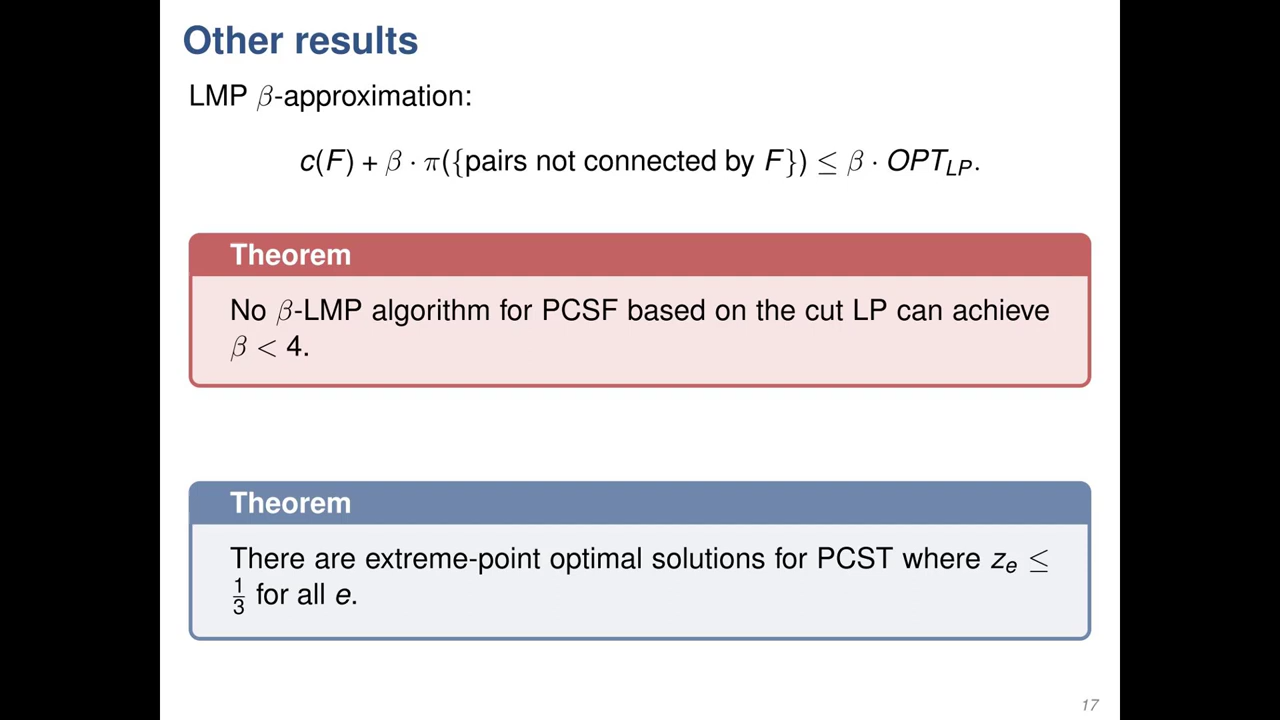 Other results
LMP β-approximation:
c(F) + β · π({pairs not connected by F}) ≤ β · OPT_LP.
Theorem
No β-LMP algorithm for PCSF based on the cut LP can achieve
β < 4.
Theorem
There are extreme-point optimal solutions for PCST where z_e ≤
1/3 for all e.
17